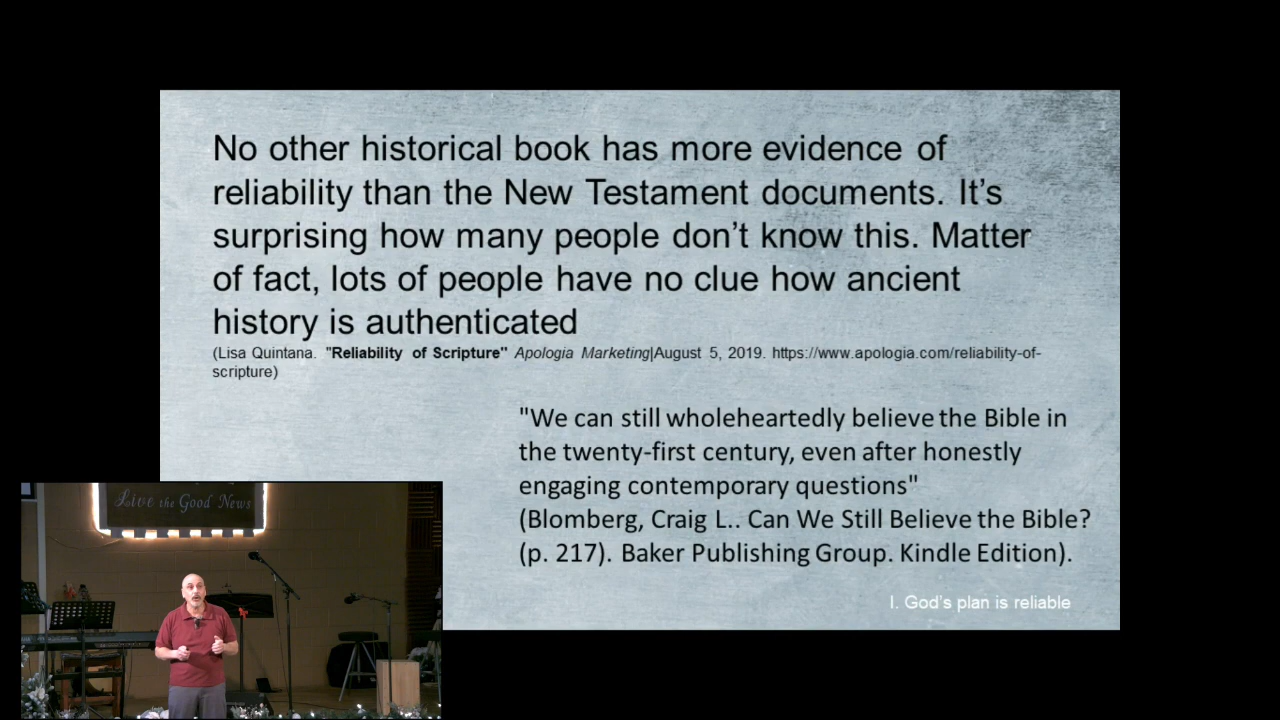 No other historical book has more evidence of
reliability than the New Testament documents. It's
surprising how many people don't know this. Matter
of fact, lots of people have no clue how ancient
history is authenticated
(Lisa Quintana. "Reliability of Scripture" Apologia Marketing|August 5, 2019. https://www.apologia.com/reliability-of-
scripture)
"We can still wholeheartedly believe the Bible in
the twenty-first century, even after honestly
engaging contemporary questions"
(Blomberg, Craig L.. Can We Still Believe the Bible?
(p. 217). Baker Publishing Group. Kindle Edition).
I. God's plan is reliable
Live the Good News